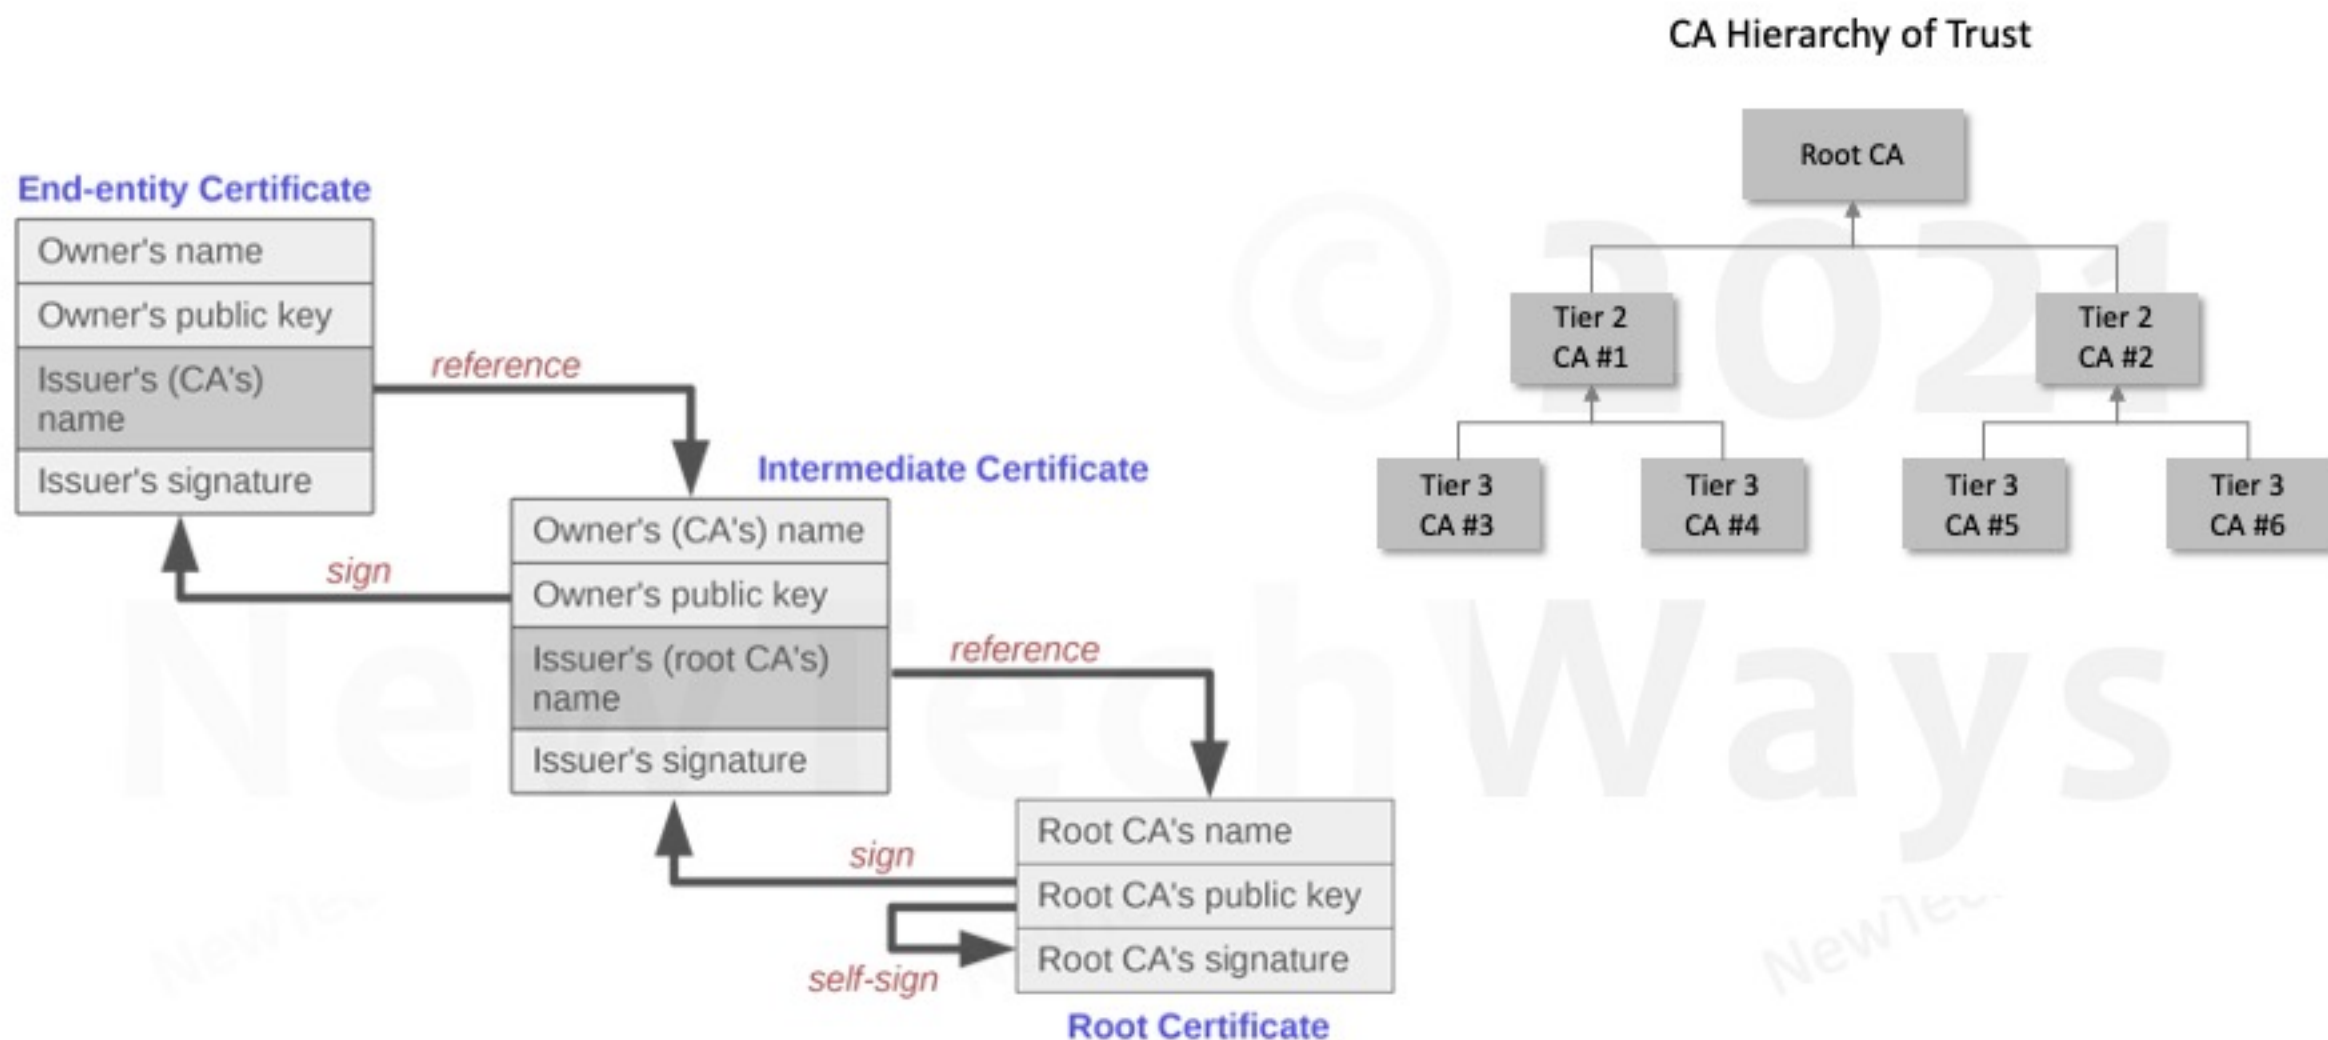 CA Hierarchy of Trust
Root CA
Tier 2
CA #1
Tier 2
CA #2
Tier 3
CA #3
Tier 3
CA #4
Tier 3
CA #5
Tier 3
CA #6
End-entity Certificate
Owner's name
Owner's public key
Issuer's (CA's)
name
Issuer's signature
reference
sign
Intermediate Certificate
Owner's (CA's) name
Owner's public key
Issuer's (root CA's)
name
Issuer's signature
reference
sign
self-sign
Root CA's name
Root CA's public key
Root CA's signature
Root Certificate
© 2021
NewTechWays